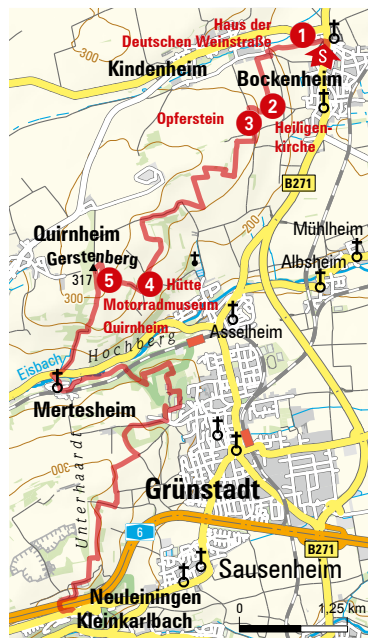 Haus der
1
Deutschen Weinstraße
S
300
Kindenheim
Bockenheim
2
Opferstein
3
Heiligen-
kirche
B271
200
Quirnheim
Mühlheim
Gerstenberg
Albsheim
317
5
4
Hütte
300
Motorradmuseum
Quirnheim
Hochberg
Asselheim
Eisbach
Mertesheim
300
Unterhaardt
Grünstadt
6
B271
Sausenheim
Neuleiningen
Kleinkarlbach
0
1,25 km